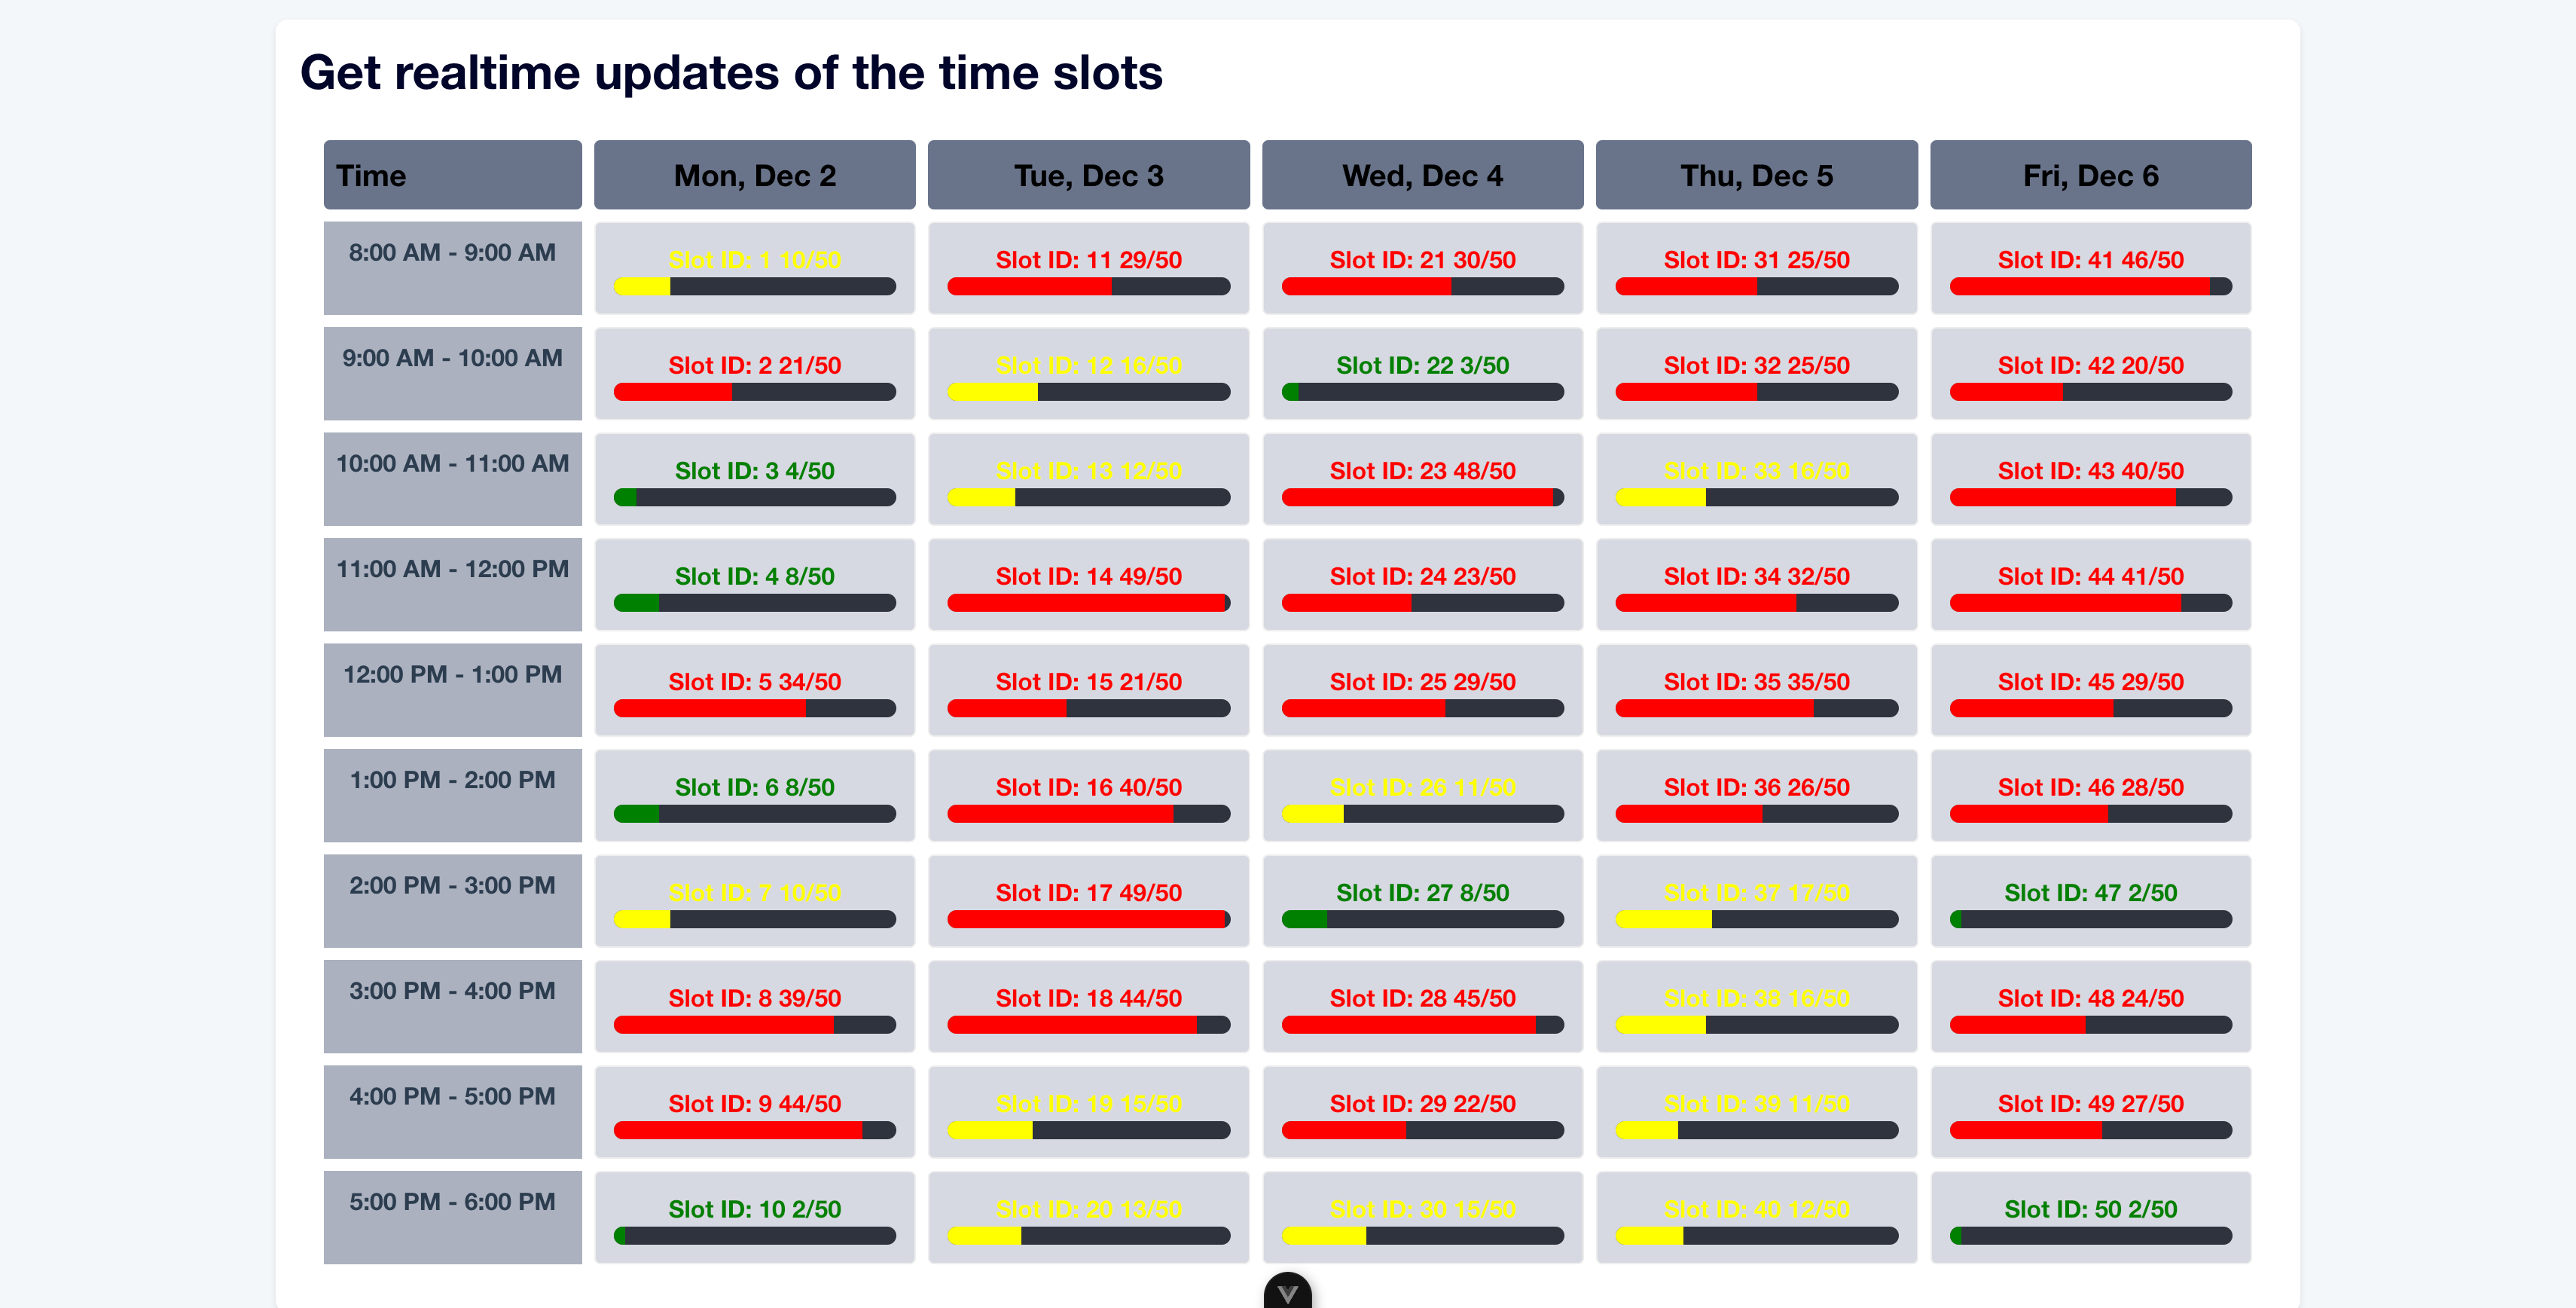 Get realtime updates of the time slots
Time Mon, Dec 2 Tue, Dec 3 Wed, Dec 4 Thu, Dec 5 Fri, Dec 6
8:00 AM - 9:00 AM Slot ID: 1 10/50 Slot ID: 11 29/50 Slot ID: 21 30/50 Slot ID: 31 25/50 Slot ID: 41 46/50
9:00 AM - 10:00 AM Slot ID: 2 21/50 Slot ID: 12 16/50 Slot ID: 22 3/50 Slot ID: 32 25/50 Slot ID: 42 20/50
10:00 AM - 11:00 AM Slot ID: 3 4/50 Slot ID: 13 12/50 Slot ID: 23 48/50 Slot ID: 33 16/50 Slot ID: 43 40/50
11:00 AM - 12:00 PM Slot ID: 4 8/50 Slot ID: 14 49/50 Slot ID: 24 23/50 Slot ID: 34 32/50 Slot ID: 44 41/50
12:00 PM - 1:00 PM Slot ID: 5 34/50 Slot ID: 15 21/50 Slot ID: 25 29/50 Slot ID: 35 35/50 Slot ID: 45 29/50
1:00 PM - 2:00 PM Slot ID: 6 8/50 Slot ID: 16 40/50 Slot ID: 26 11/50 Slot ID: 36 26/50 Slot ID: 46 28/50
2:00 PM - 3:00 PM Slot ID: 7 10/50 Slot ID: 17 49/50 Slot ID: 27 8/50 Slot ID: 37 17/50 Slot ID: 47 2/50
3:00 PM - 4:00 PM Slot ID: 8 39/50 Slot ID: 18 44/50 Slot ID: 28 45/50 Slot ID: 38 16/50 Slot ID: 48 24/50
4:00 PM - 5:00 PM Slot ID: 9 44/50 Slot ID: 19 15/50 Slot ID: 29 22/50 Slot ID: 39 11/50 Slot ID: 49 27/50
5:00 PM - 6:00 PM Slot ID: 10 2/50 Slot ID: 20 13/50 Slot ID: 30 15/50 Slot ID: 40 12/50 Slot ID: 50 2/50